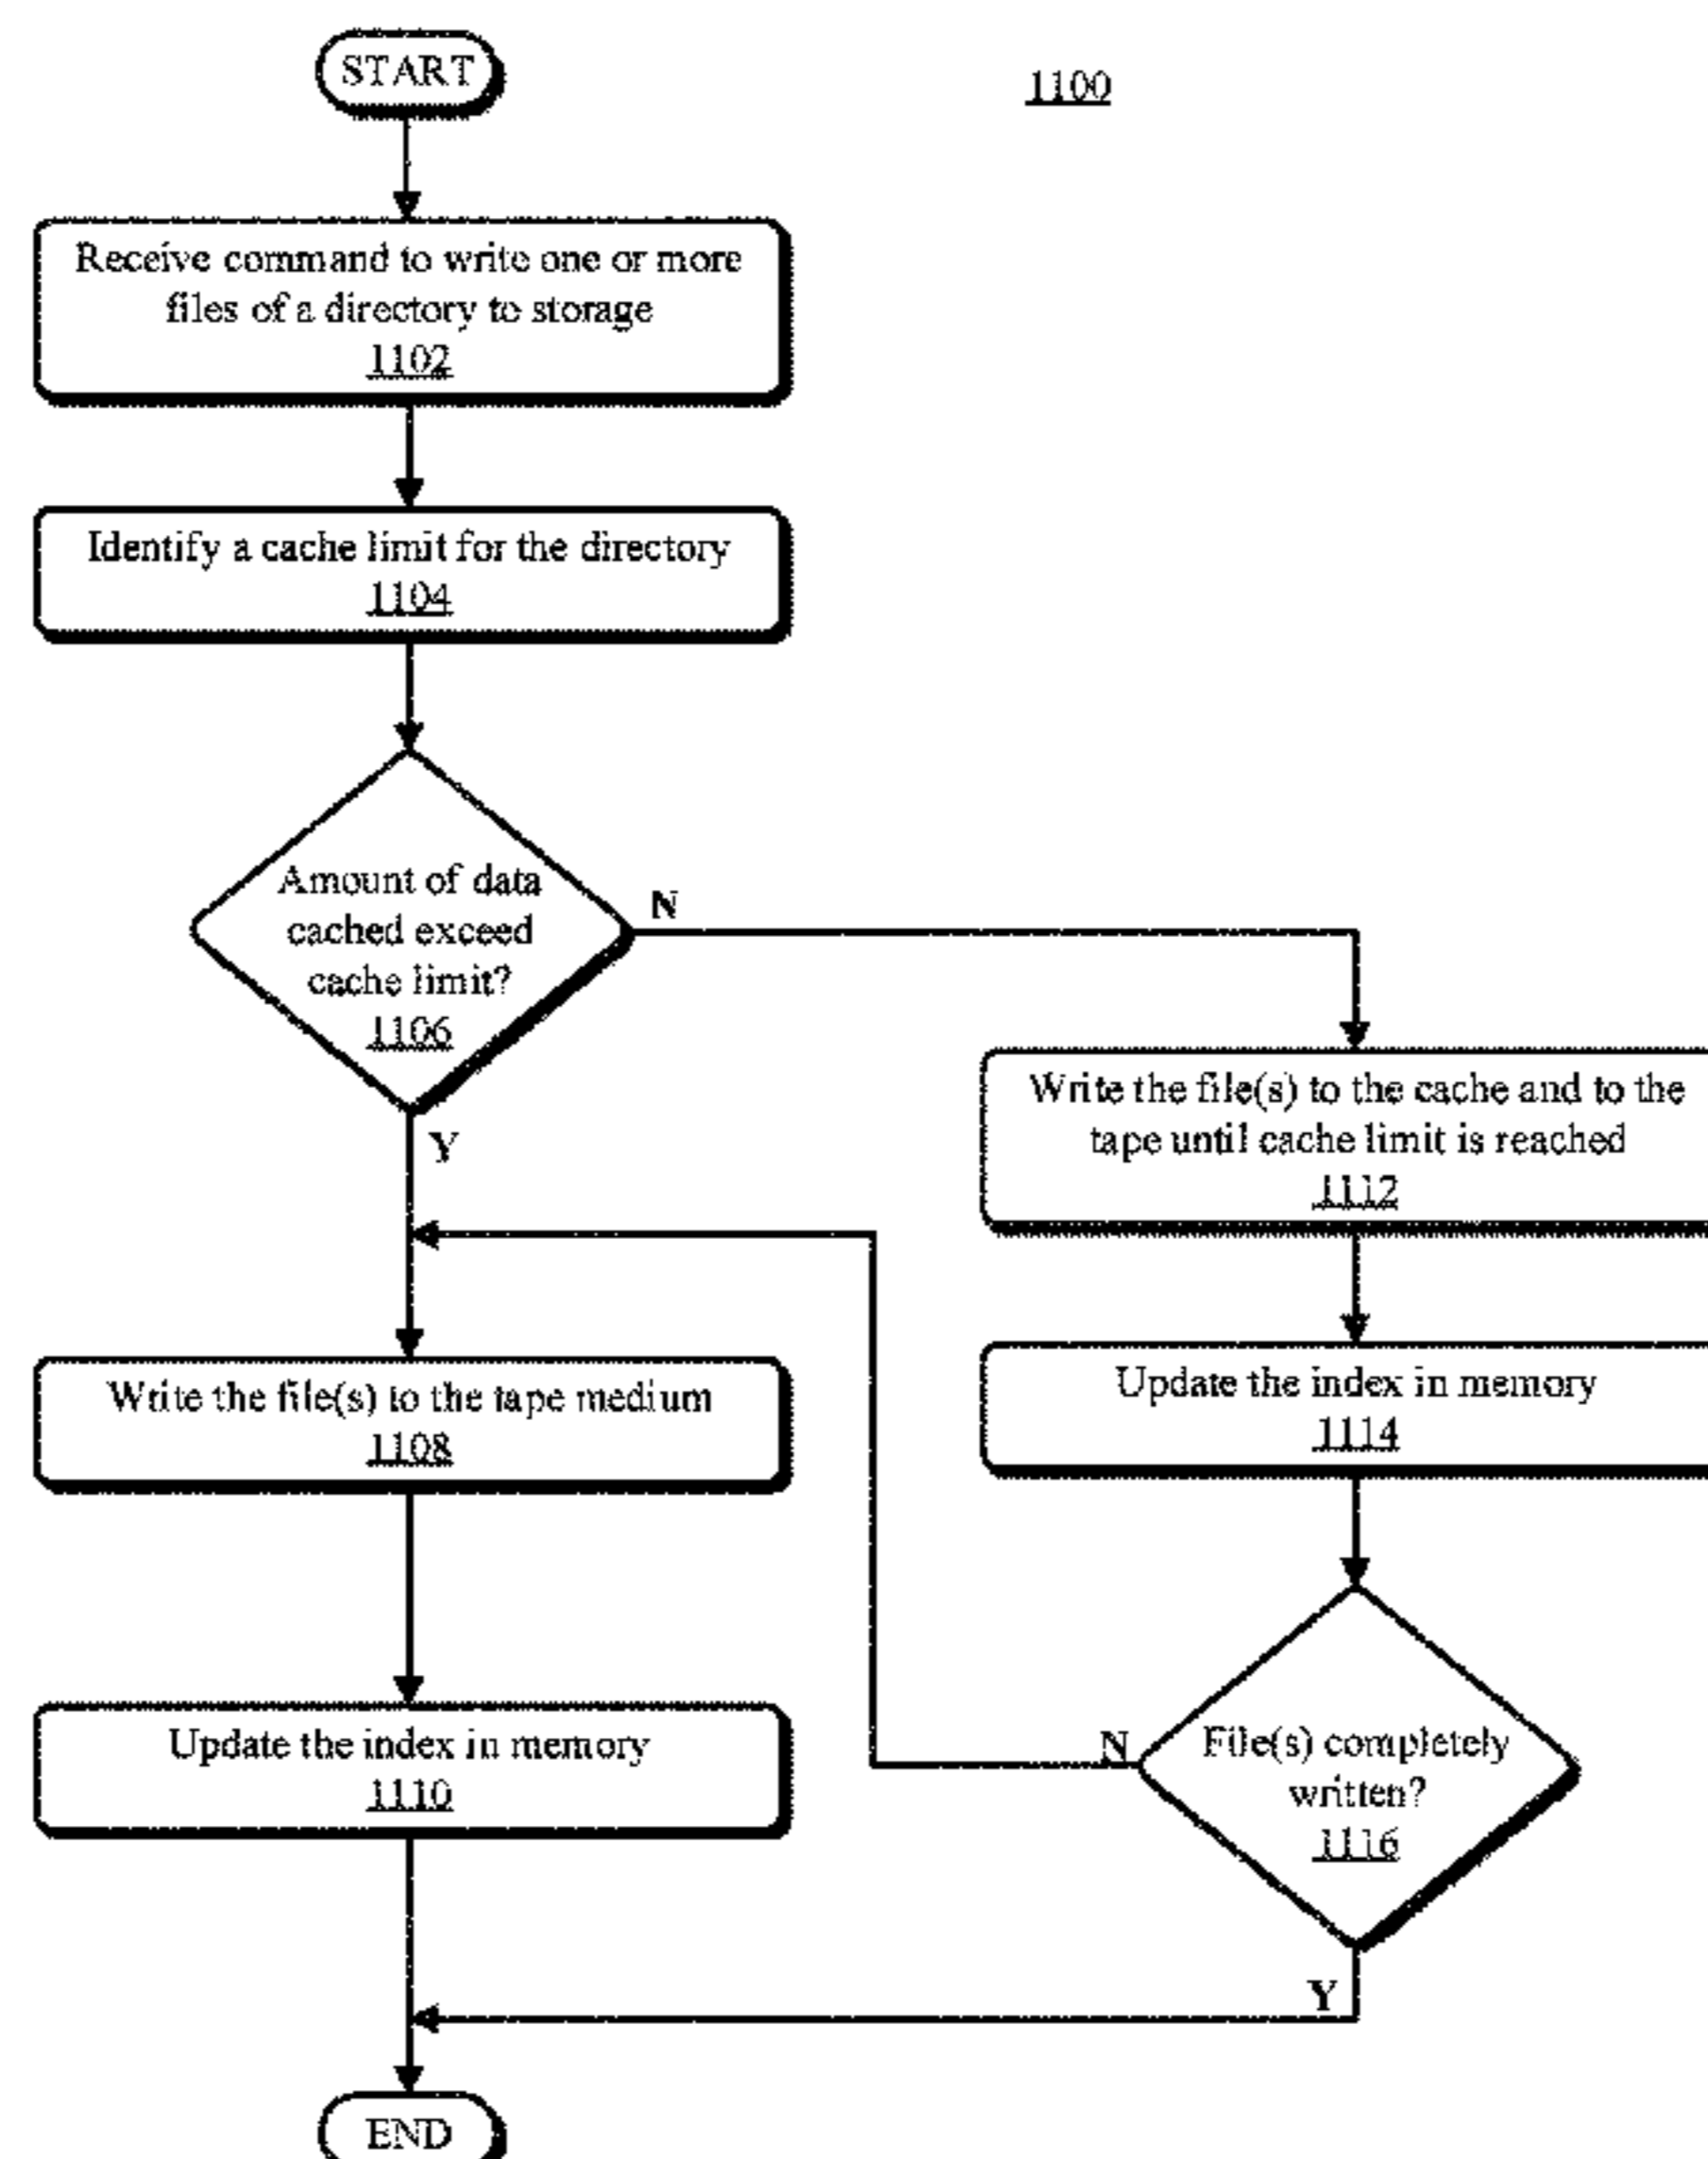 START
1100
Receive command to write one or more
files of a directory to storage
1102
Identify a cache limit for the directory
1104
Amount of data
cached exceed
cache limit?
1106
N
Y
Write the file(s) to the cache and to the
tape until cache limit is reached
1112
Write the file(s) to the tape medium
1108
Update the index in memory
1114
Update the index in memory
1110
N
File(s) completely
written?
1116
Y
END